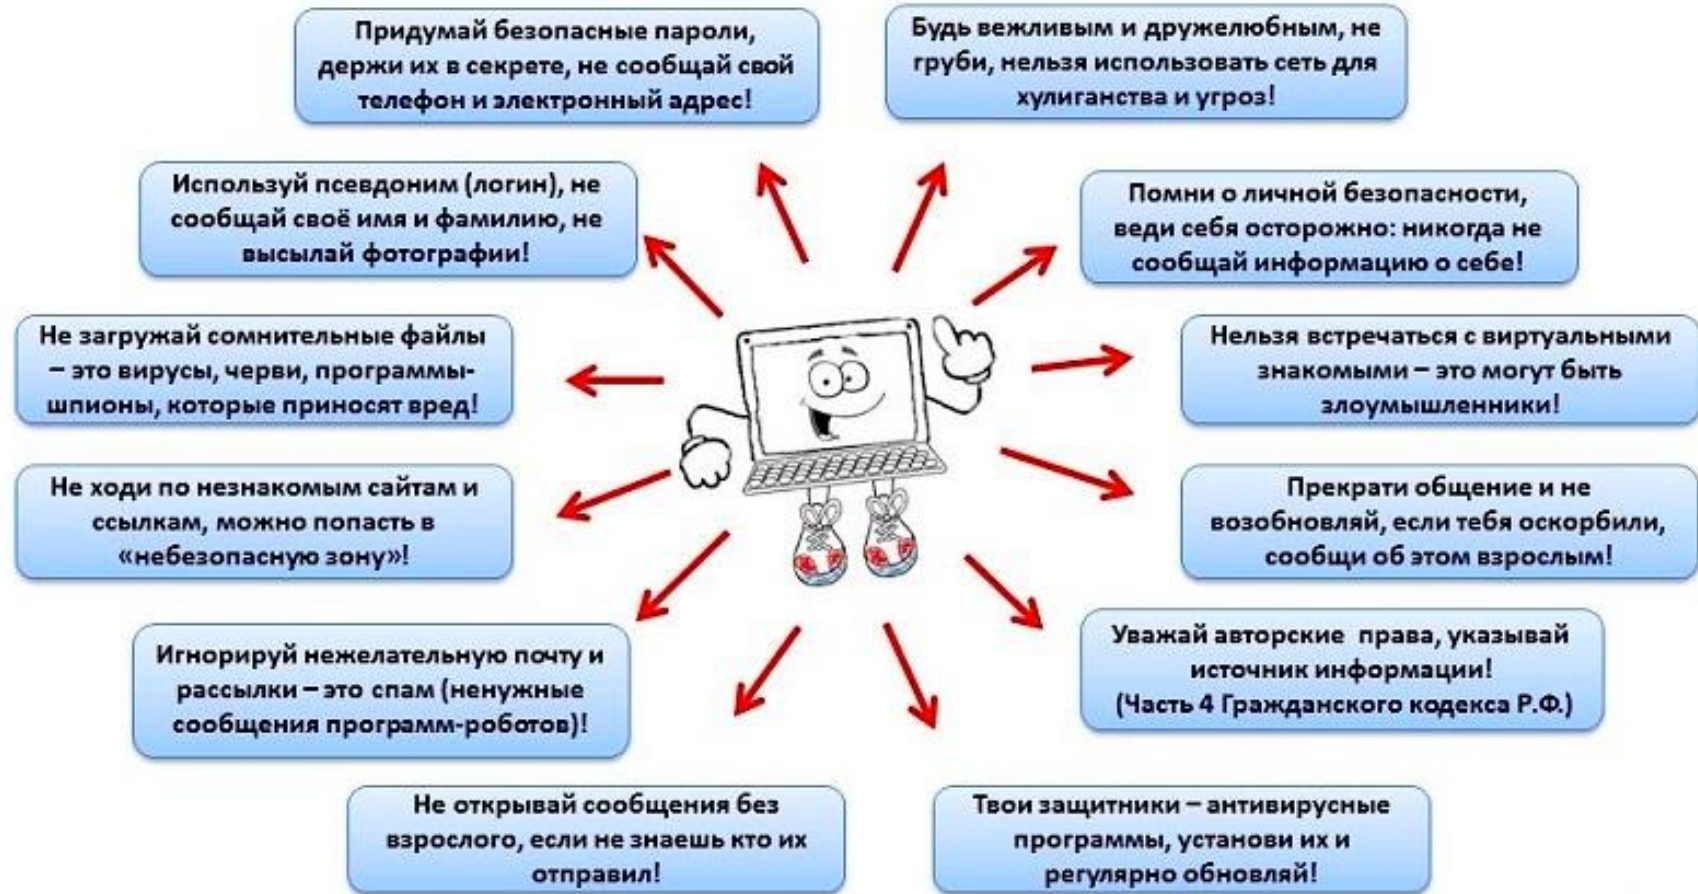 Придумай безопасные пароли,
держи их в секрете, не сообщай свой
телефон и электронный адрес!
Будь вежливым и дружелюбным, не
груби, нельзя использовать сеть для
хулиганства и угроз!
Используй псевдоним (логин), не
сообщай своё имя и фамилию, не
высылай фотографии!
Помни о личной безопасности,
веди себя осторожно: никогда не
сообщай информацию о себе!
Не загружай сомнительные файлы
– это вирусы, черви, программы-
шпионы, которые приносят вред!
Нельзя встречаться с виртуальными
знакомыми – это могут быть
злоумышленники!
Не ходи по незнакомым сайтам и
ссылкам, можно попасть в
«небезопасную зону»!
Прекрати общение и не
возобновляй, если тебя оскорбили,
сообщи об этом взрослым!
Игнорируй нежелательную почту и
рассылки – это спам (ненужные
сообщения программ-роботов)!
Уважай авторские права, указывай
источник информации!
(Часть 4 Гражданского кодекса Р.Ф.)
Не открывай сообщения без
взрослого, если не знаешь кто их
отправил!
Твои защитники – антивирусные
программы, установи их и
регулярно обновляй!